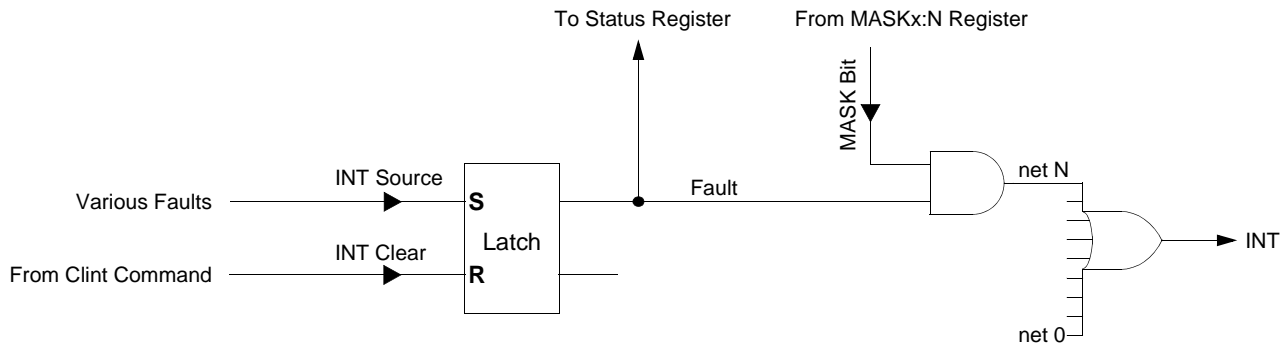 To Status Register
From MASKx:N Register
MASK Bit
INT Source
Various Faults
S
Fault
net N
Latch
INT
INT Clear
From Clint Command
R
net 0